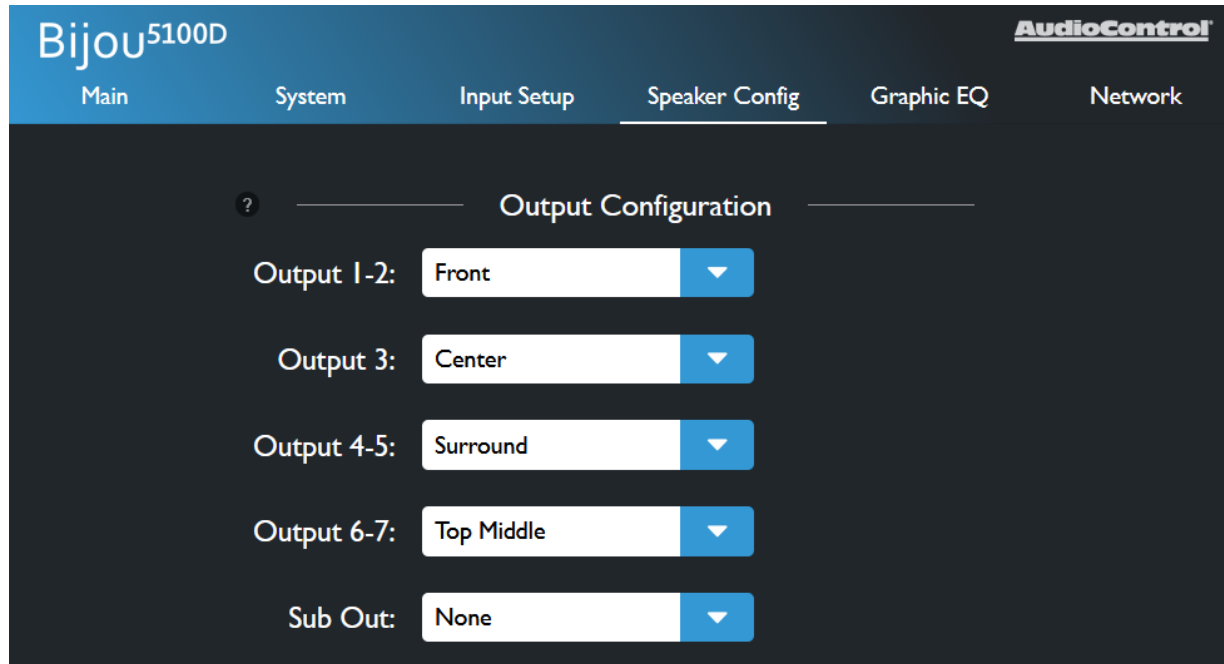 Bijou5100D
AudioControl®
Main System Input Setup Speaker Config Graphic EQ Network
? Output Configuration
Output 1-2: Front
Output 3: Center
Output 4-5: Surround
Output 6-7: Top Middle
Sub Out: None